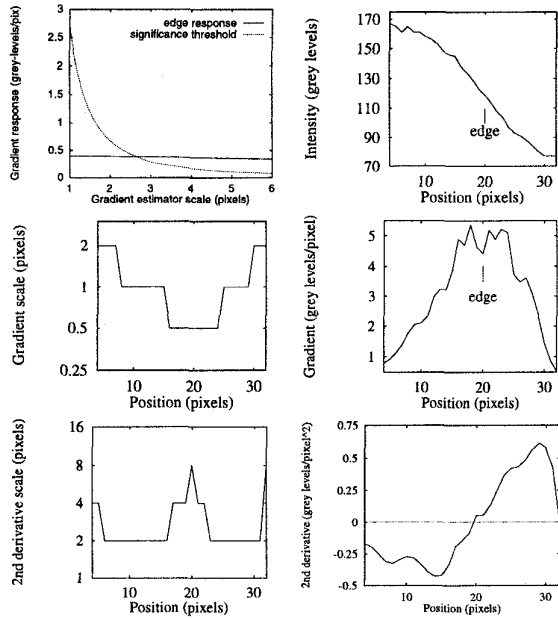 edge response
significance threshold
Gradient response (grey-levels/pix)
3
2.5
2
1.5
1
0.5
0
1 2 3 4 5 6
Gradient estimator scale (pixels)
Intensity (grey levels)
170
150
130
110
90
70
edge
10 20 30
Position (pixels)
Gradient scale (pixels)
2
1
0.5
0.25
10 20 30
Position (pixels)
Gradient (grey levels/pixel)
5
4
3
2
1
edge
10 20 30
Position (pixels)
2nd derivative scale (pixels)
16
8
4
2
1
10 20 30
Position (pixels)
2nd derivative (grey levels/pixel^2)
0.75
0.5
0.25
0
-0.25
-0.5
10 20 30
Position (pixels)